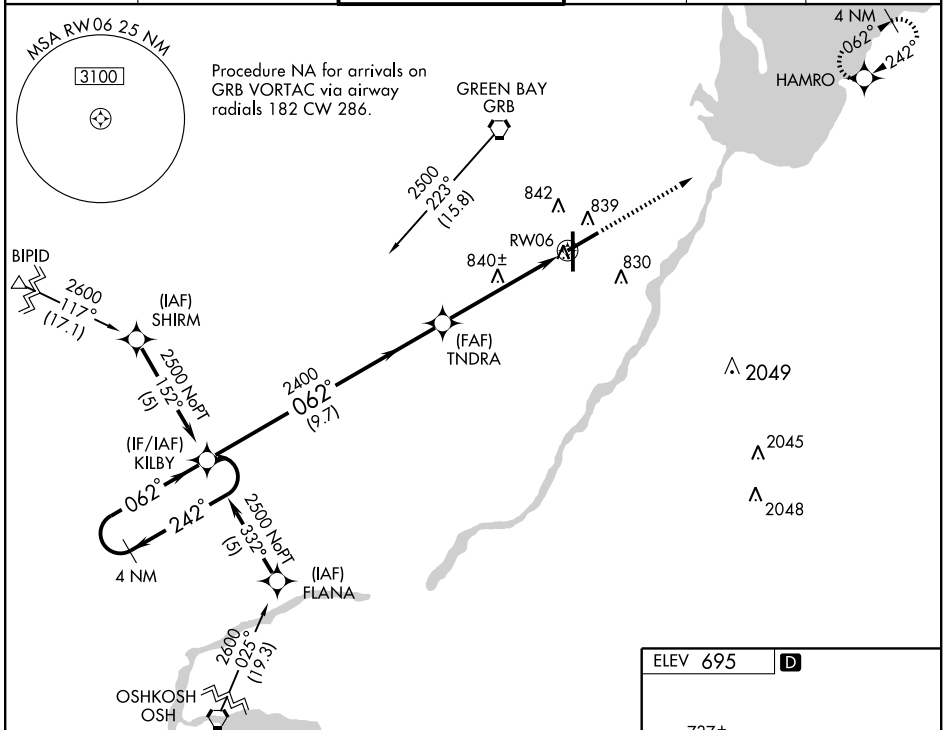 MSA RW06 25 NM
3100
Procedure NA for arrivals on
GRB VORTAC via airway
radials 182 CW 286.
GREEN BAY
GRB
4 NM
062°
242°
HAMRO
2500
223°
(15.8)
842
839
RW06
840±
830
BIPID
2600
117°
(17.1)
(IAF)
SHIRM
2500 NoPT
152°
(5)
(FAF)
TNDRA
2400
062°
(9.7)
2049
(IF/IAF)
KILBY
2045
2048
062°
242°
4 NM
2500 NoPT
332°
(5)
(IAF)
FLANA
2600
025°
(19.3)
OSHKOSH
OSH
ELEV 695
D